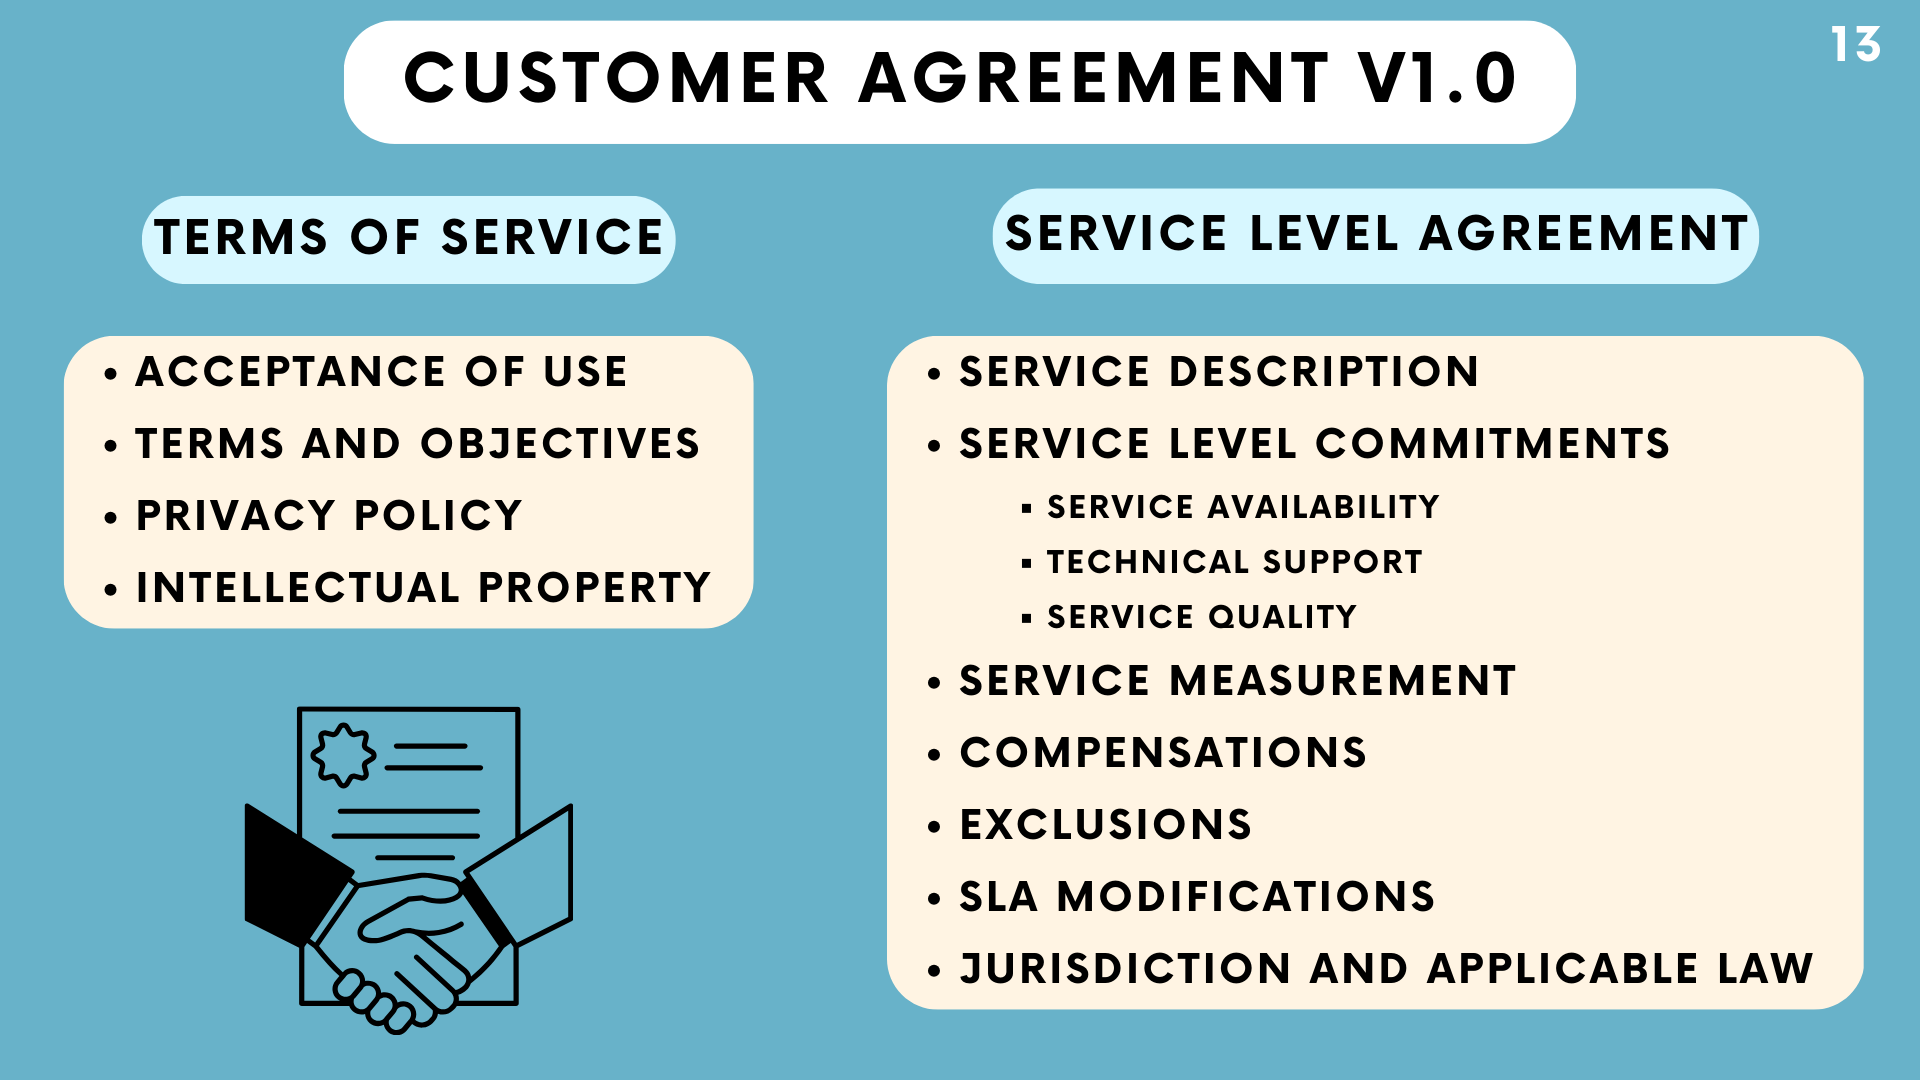 13
CUSTOMER AGREEMENT V1.0
TERMS OF SERVICE
• ACCEPTANCE OF USE
• TERMS AND OBJECTIVES
• PRIVACY POLICY
• INTELLECTUAL PROPERTY
SERVICE LEVEL AGREEMENT
• SERVICE DESCRIPTION
• SERVICE LEVEL COMMITMENTS
▪ SERVICE AVAILABILITY
▪ TECHNICAL SUPPORT
▪ SERVICE QUALITY
• SERVICE MEASUREMENT
• COMPENSATIONS
• EXCLUSIONS
• SLA MODIFICATIONS
• JURISDICTION AND APPLICABLE LAW